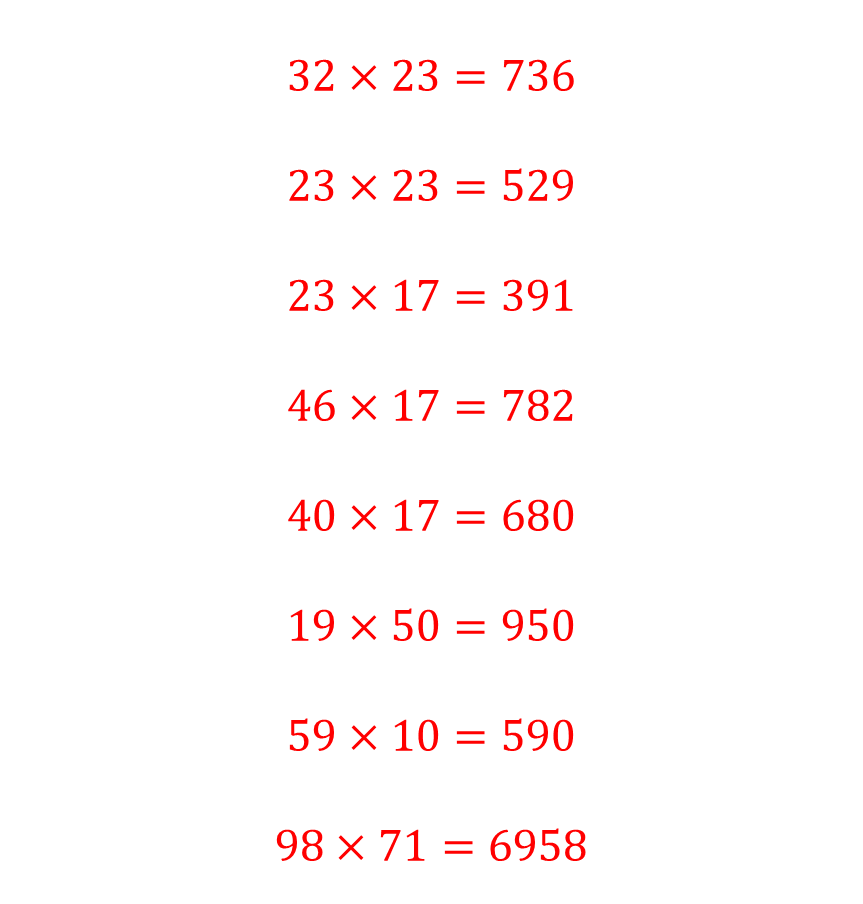 32 × 23 = 736
23 × 23 = 529
23 × 17 = 391
46 × 17 = 782
40 × 17 = 680
19 × 50 = 950
59 × 10 = 590
98 × 71 = 6958